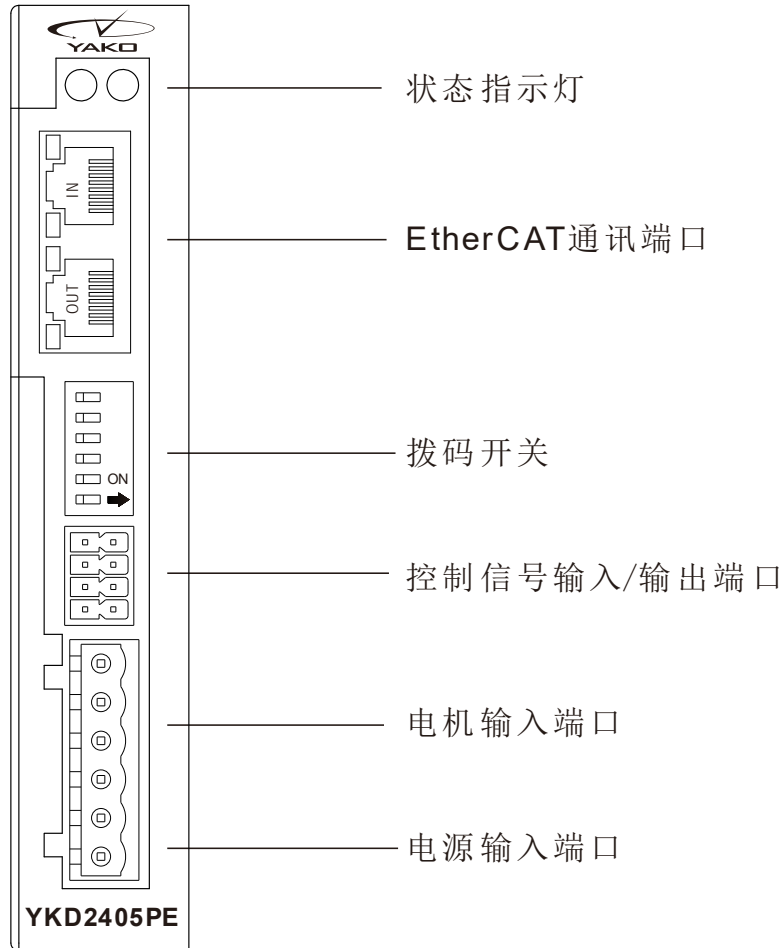 YAKO
状态指示灯
IN
EtherCAT通讯端口
OUT
拨码开关
ON
控制信号输入/输出端口
电机输入端口
电源输入端口
YKD2405PE